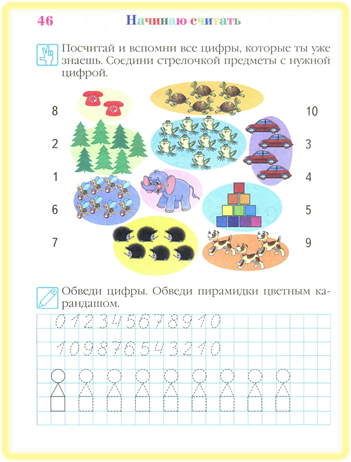 46 Начинаю считать
Посчитай и вспомни все цифры, которые ты уже
знаешь. Соедини стрелочкой предметы с нужной
цифрой.
8 10
2 3
1 4
6 5
7 9
Обведи цифры. Обведи пирамидки цветным ка-
рандашом.
0 1 2 3 4 5 6 7 8 9 10
10 9 8 7 6 5 4 3 2 1 0